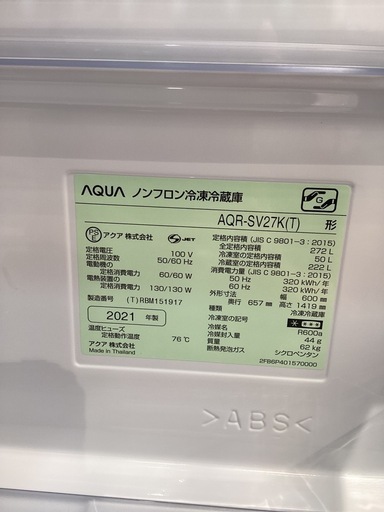 AQUA ノンフロン冷凍冷蔵庫
G
AQR-SV27K(T) 形
PS E アクア 株式会社 JET
定格電圧 100 V
定格周波数 50/60 Hz
電動機の
定格消費電力 60/60 W
電熱装置の
定格消費電力 130/130 W
製造番号 (T)RBM151917
2021 年製
温度ヒューズ
定格動作温度 76℃
アクア 株式会社
Made in Thailand
定格内容積 (JIS C 9801-3:2015)
全定格内容積 272 L
冷凍室の定格内容積 50 L
冷蔵室の定格内容積 222 L
消費電力量 (JIS C 9801-3:2015)
50 Hz 320 kWh/年
60 Hz 320 kWh/年
外形寸法 幅 600 mm
奥行 657 mm 高さ 1419 mm
種類 冷凍冷蔵庫
冷凍室の記号
冷媒 R600a
冷媒封入量 44 g
質量 62 kg
断熱発泡ガス シクロペンタン
2FB6P401570000
>ABS<